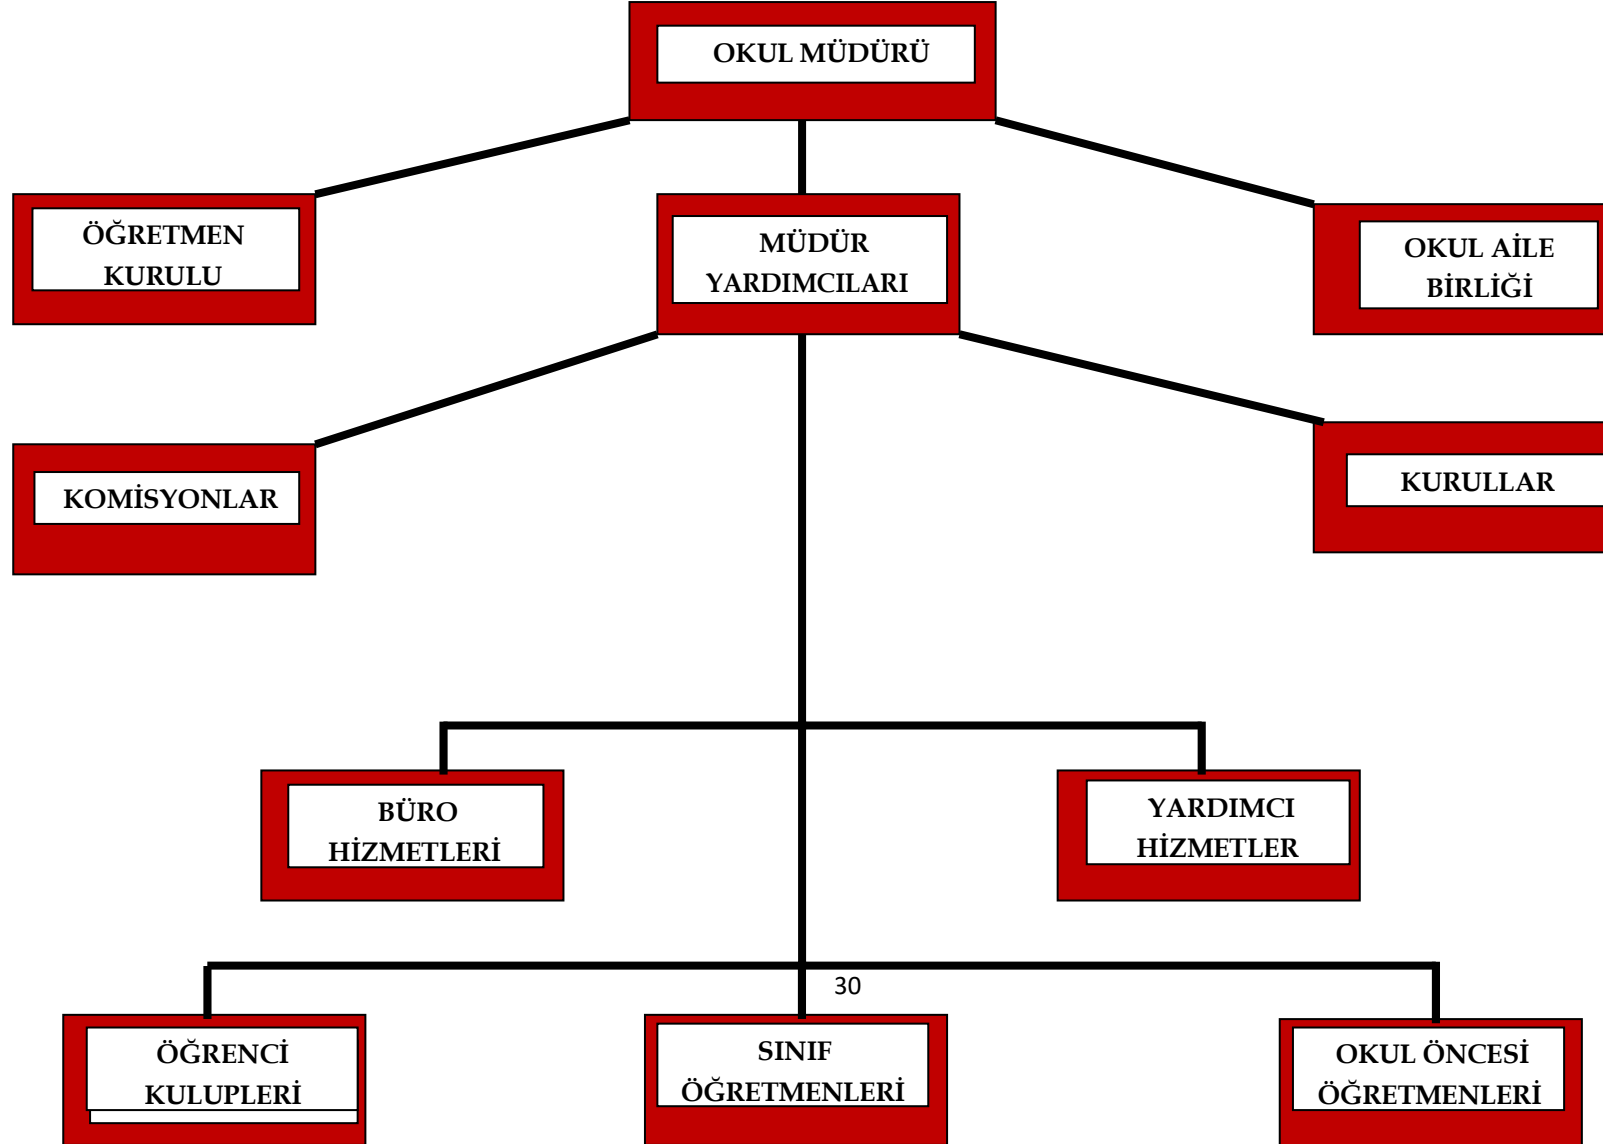 OKUL MÜDÜRÜ
ÖĞRETMEN
KURULU
MÜDÜR
YARDIMCILARI
OKUL AİLE
BİRLİĞİ
KOMİSYONLAR
KURULLAR
BÜRO
HİZMETLERİ
YARDIMCI
HİZMETLER
30
ÖĞRENCİ
KULUPLERİ
SINIF
ÖĞRETMENLERİ
OKUL ÖNCESİ
ÖĞRETMENLERİ